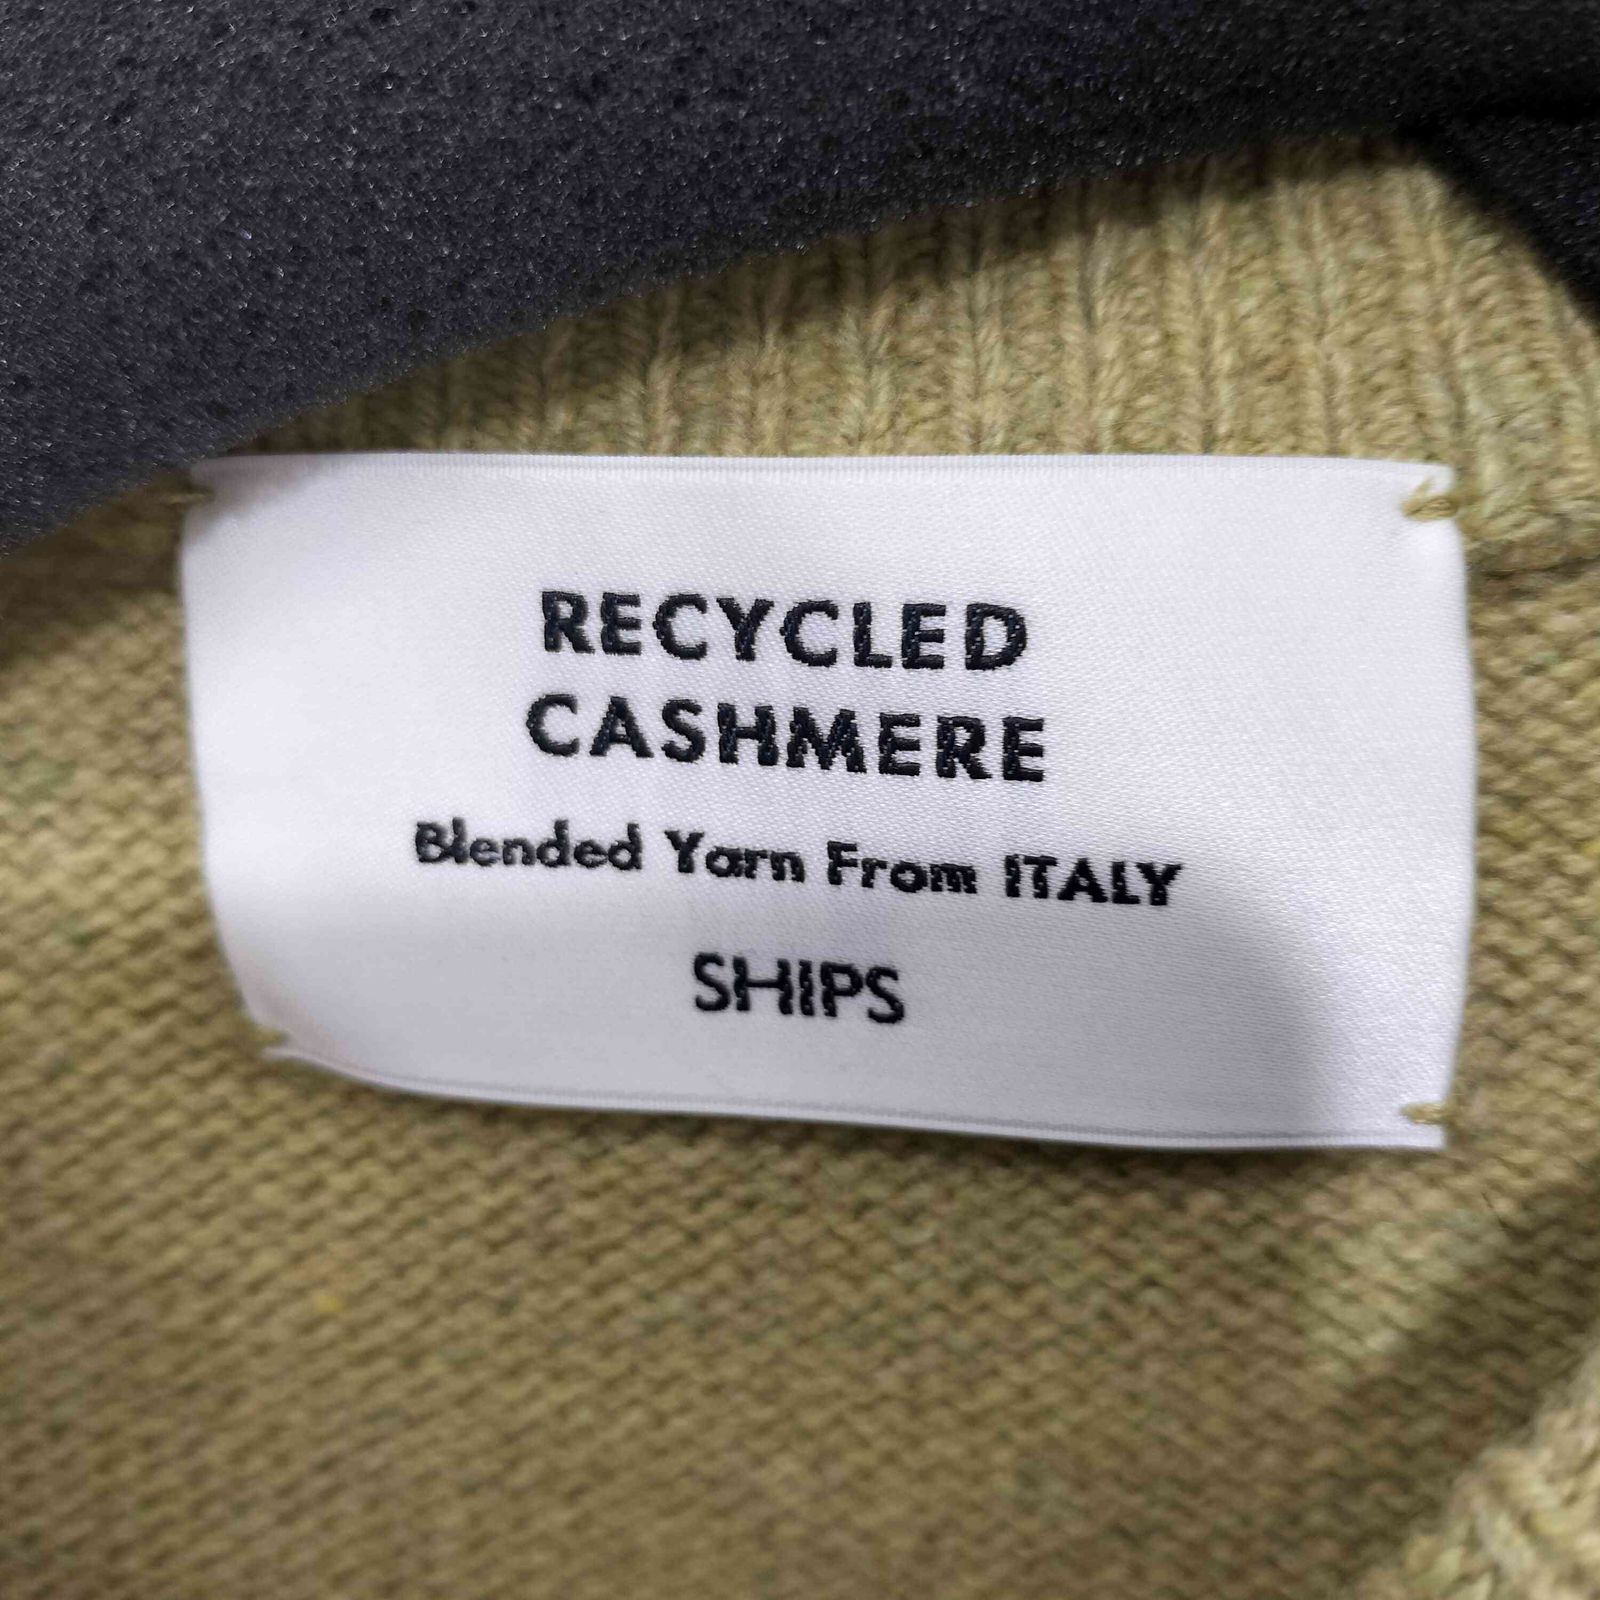 RECYCLED
CASHMERE
Blended Yarn From ITALY
SHIPS